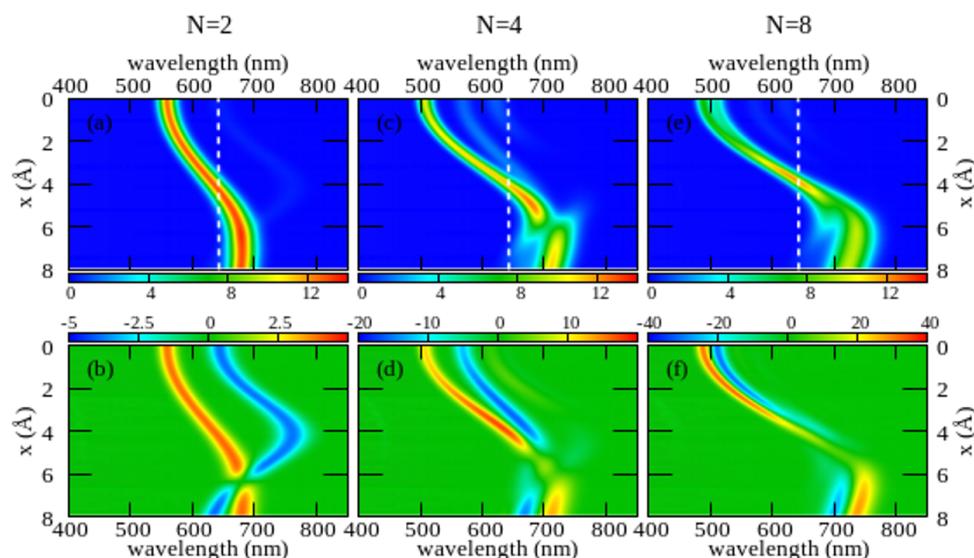 N=2 N=4 N=8
wavelength (nm) wavelength (nm) wavelength (nm)
400 500 600 700 800 400 500 600 700 800 400 500 600 700 800
0 (a) (c) (e) 0
2 2
x (Å) 4 4 x (Å)
6 6
8 8
0 4 8 12 0 4 8 12 0 4 8 12
-5 -2.5 0 2.5 -20 -10 0 10 -40 -20 0 20 40
0 (b) (d) (f) 0
2 2
x (Å) 4 4 x (Å)
6 6
8 8
400 500 600 700 800 400 500 600 700 800 400 500 600 700 800
wavelength (nm) wavelength (nm) wavelength (nm)